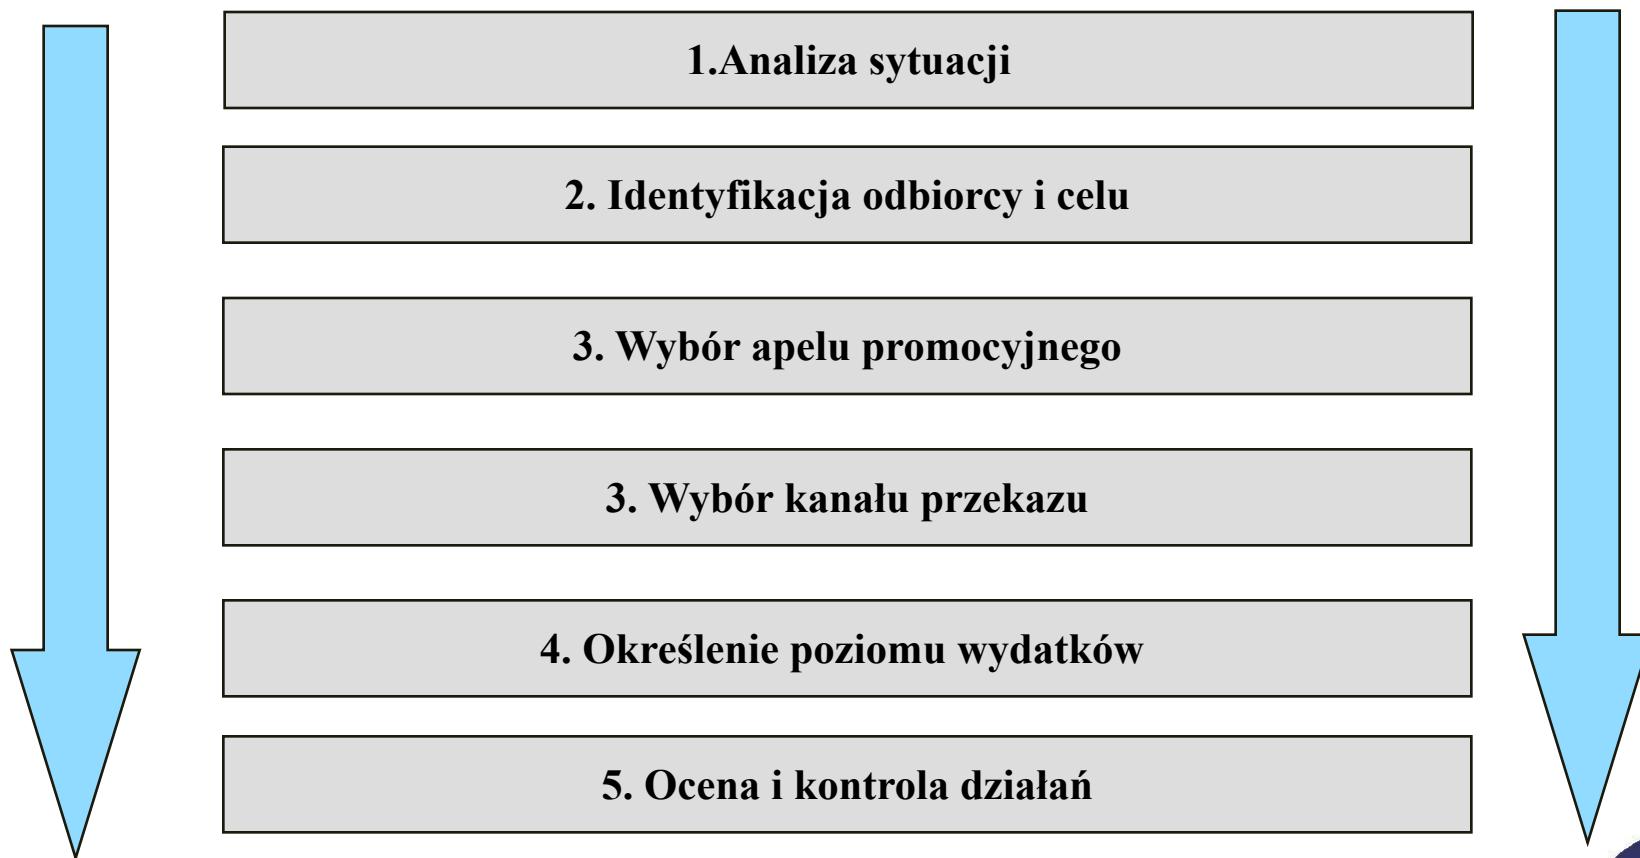 1.Analiza sytuacji
2. Identyfikacja odbiorcy i celu
3. Wybór apelu promocyjnego
3. Wybór kanału przekazu
4. Określenie poziomu wydatków
5. Ocena i kontrola działań